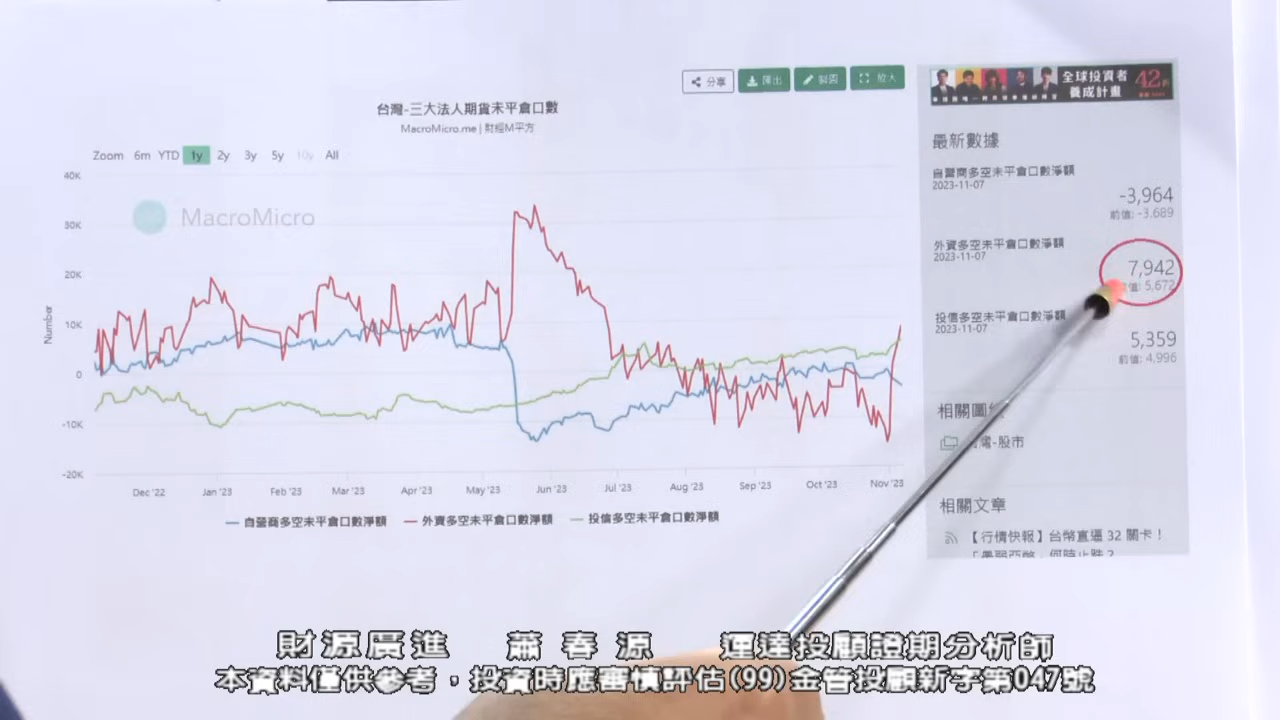 分享
匯出
製圖
放大
台灣-三大法人期貨未平倉口數
MacroMicro.me | 財經M平方
Zoom 6m YTD 1y 2y 3y 5y 10y All
MacroMicro
Number
40K
30K
20K
10K
0
-10K
-20K
Dec '22 Jan '23 Feb '23 Mar '23 Apr '23 May '23 Jun '23 Jul '23 Aug '23 Sep '23 Oct '23 Nov '23
自營商多空未平倉口數淨額 外資多空未平倉口數淨額 投信多空未平倉口數淨額
全球投資者
養成計畫
42
最新數據
自營商多空未平倉口數淨額
2023-11-07
-3,964
前值: -3,689
外資多空未平倉口數淨額
2023-11-07
7,942
值: 5,672
投信多空未平倉口數淨額
2023-11-07
5,359
前值: 4,996
相關圖
灣-股市
相關文章
【行情快報】台幣直逼 32 關卡！
財源廣進 蕭春源 運達投顧證期分析師
本資料僅供參考，投資時應審慎評估(99)金管投顧新字第047號